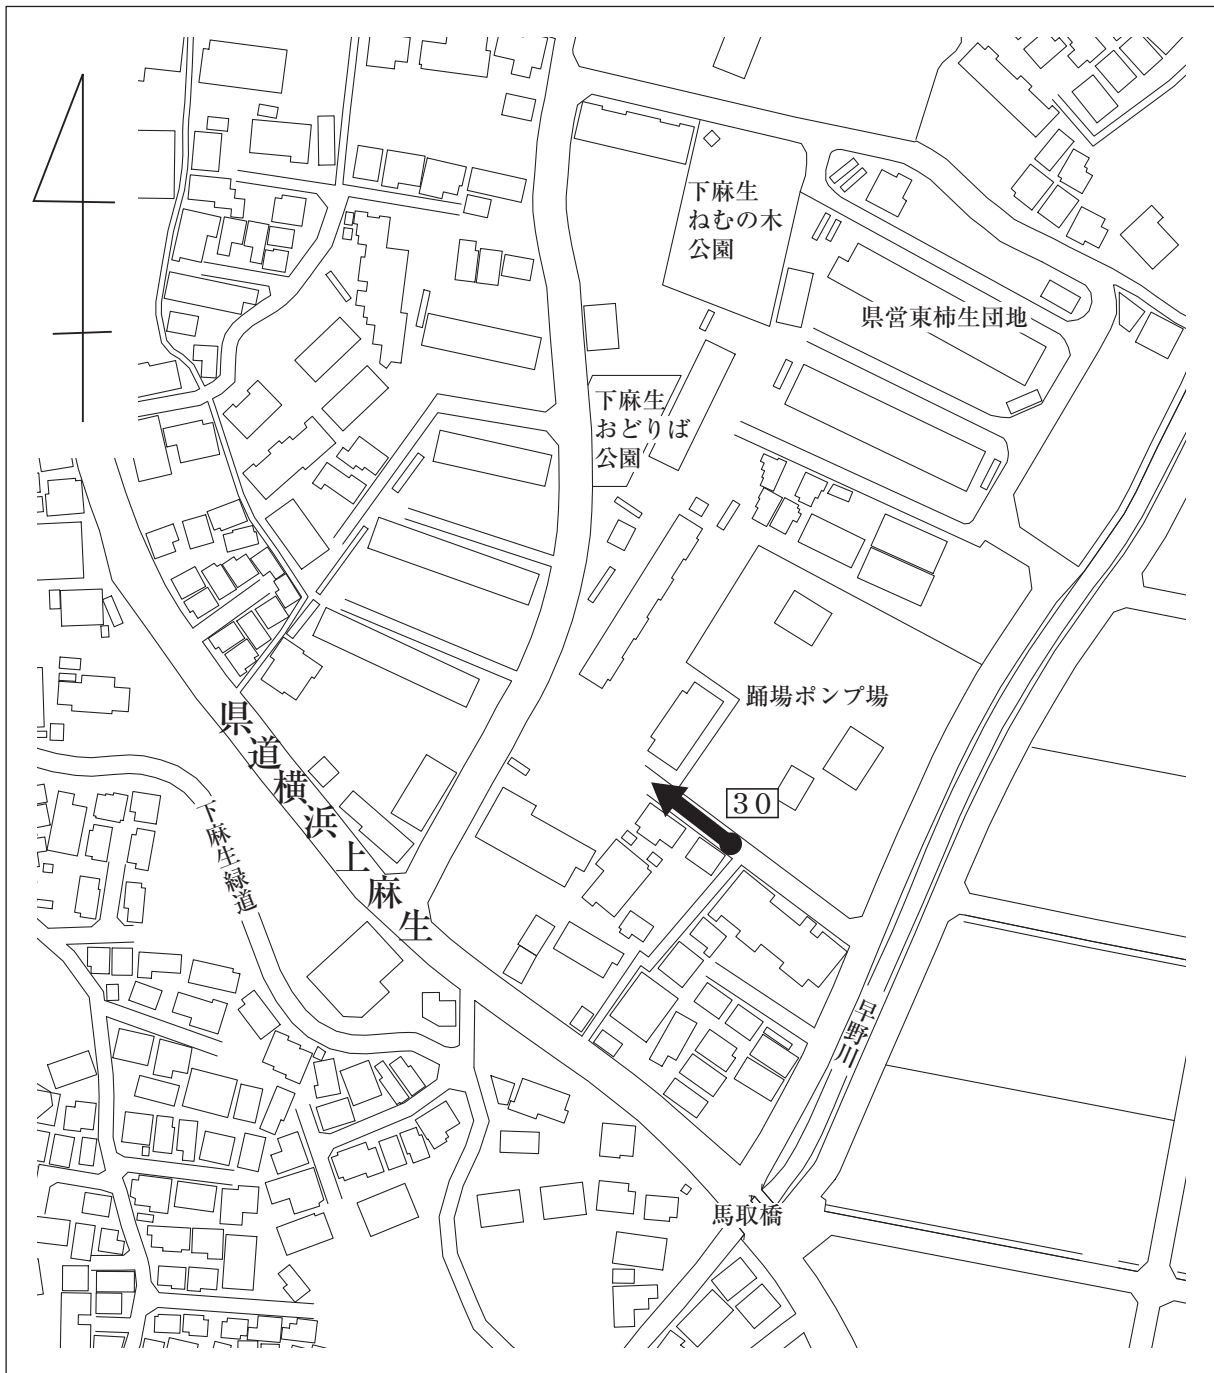 下麻生
ねむの木
公園
県営東柿生団地
下麻生
おどりば
公園
踊場ポンプ場
30
県道横浜上麻生
下麻生緑道
早野川
馬取橋